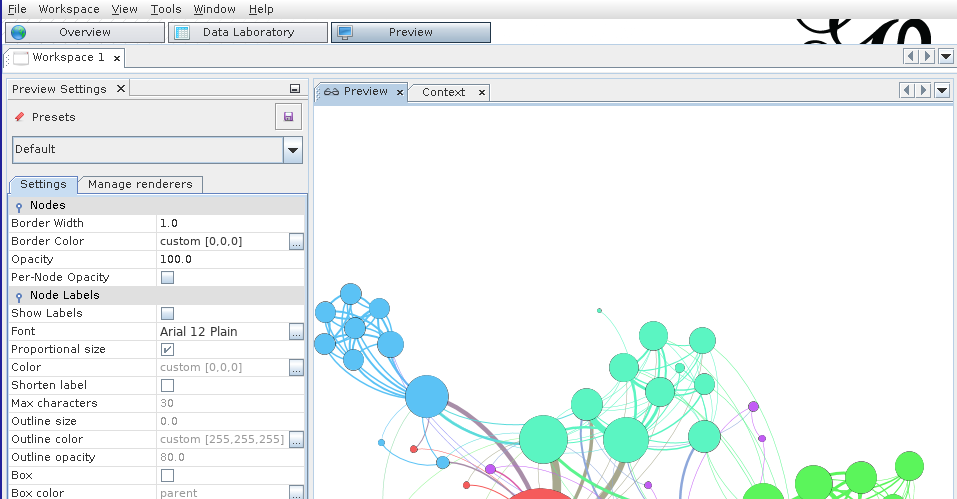 File Workspace View Tools Window Help
Overview Data Laboratory Preview
Workspace 1
Preview Settings
Preview Context
Presets
Default
Settings Manage renderers
Nodes
Border Width 1.0
Border Color custom [0,0,0] ...
Opacity 100.0
Per-Node Opacity
Node Labels
Show Labels
Font Arial 12 Plain ...
Proportional size
Color custom [0,0,0] ...
Shorten label
Max characters 30
Outline size 0.0
Outline color custom [255,255,255] ...
Outline opacity 80.0
Box
Box color parent ...